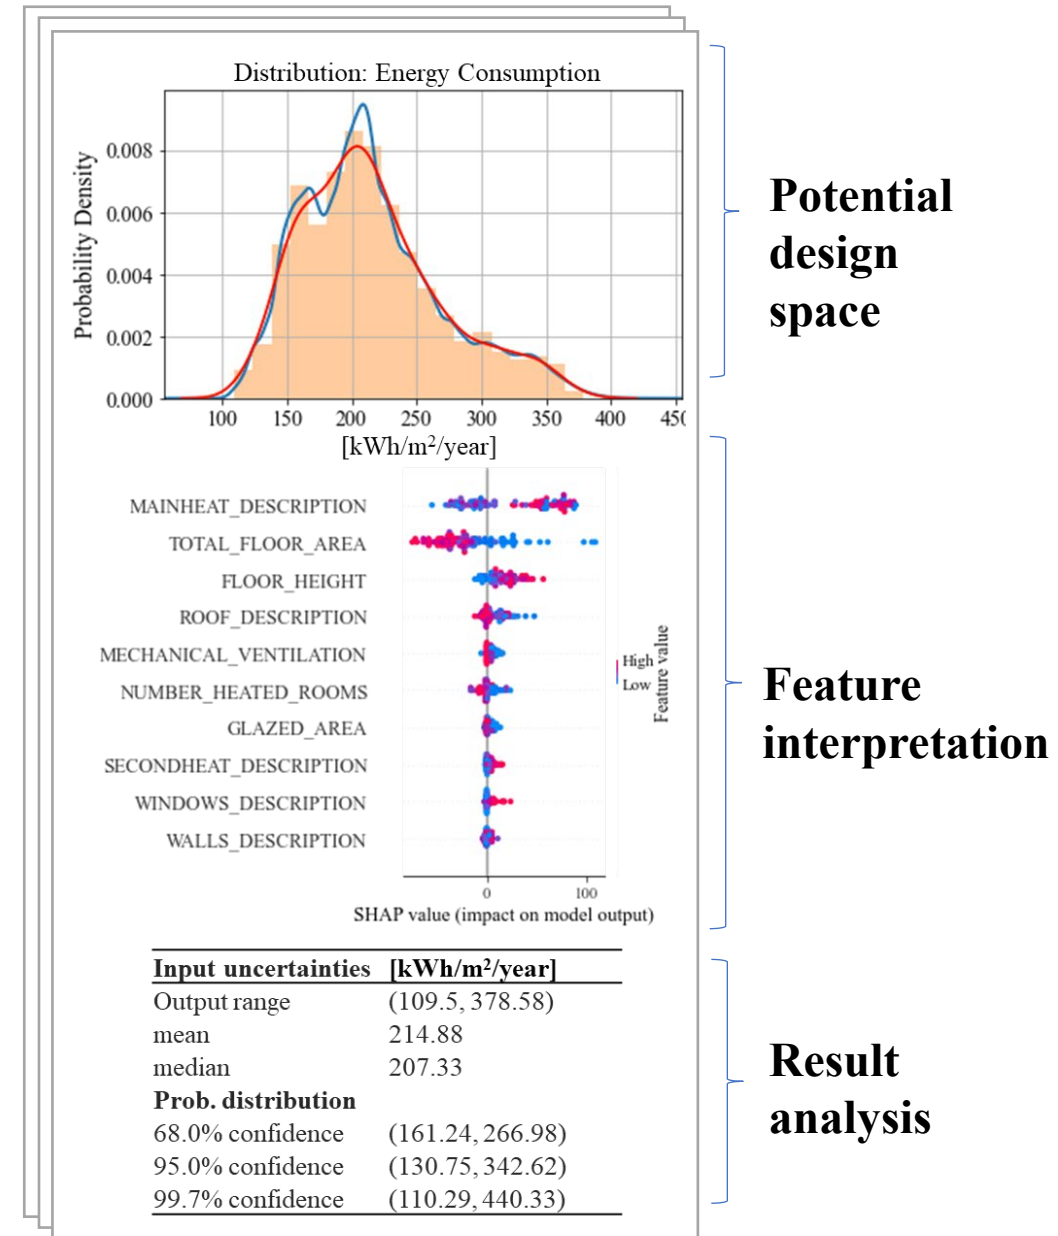 Distribution: Energy Consumption
Probability Density
0.008
0.006
0.004
0.002
0.000
100 150 200 250 300 350 400 450
[kWh/m²/year]
Potential
design
space
MAINHEAT_DESCRIPTION
TOTAL_FLOOR_AREA
FLOOR_HEIGHT
ROOF_DESCRIPTION
MECHANICAL_VENTILATION
NUMBER_HEATED_ROOMS
GLAZED_AREA
SECONDHEAT_DESCRIPTION
WINDOWS_DESCRIPTION
WALLS_DESCRIPTION
High
Low
Feature value
0 100
SHAP value (impact on model output)
Feature
interpretation
Input uncertainties [kWh/m²/year]
Output range (109.5, 378.58)
mean 214.88
median 207.33
Prob. distribution
68.0% confidence (161.24, 266.98)
95.0% confidence (130.75, 342.62)
99.7% confidence (110.29, 440.33)
Result
analysis